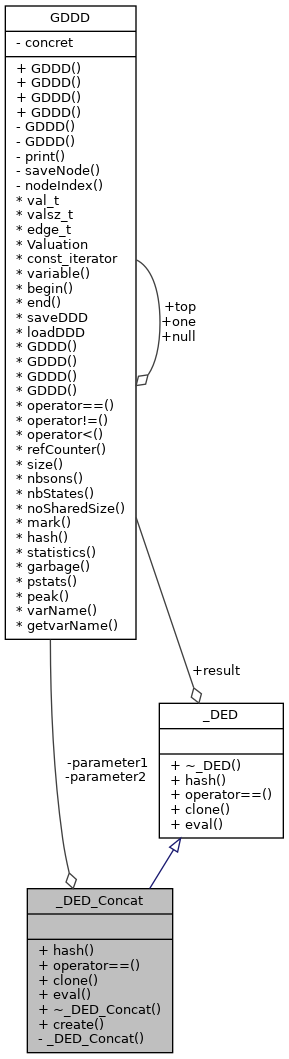 GDDD
- concret
+ GDDD()
+ GDDD()
+ GDDD()
+ GDDD()
- GDDD()
- GDDD()
- print()
- saveNode()
- nodeIndex()
* val_t
* valsz_t
* edge_t
* Valuation
* const_iterator
* variable()
* begin()
* end()
* saveDDD
* loadDDD
* GDDD()
* GDDD()
* GDDD()
* GDDD()
* operator==()
* operator!=()
* operator<()
* refCounter()
* size()
* nbsons()
* nbStates()
* noSharedSize()
* mark()
* hash()
* statistics()
* garbage()
* pstats()
* peak()
* varName()
* getvarName()
+top
+one
+null
+result
-parameter1
-parameter2
_DED
+ ~_DED()
+ hash()
+ operator==()
+ clone()
+ eval()
_DED_Concat
+ hash()
+ operator==()
+ clone()
+ eval()
+ ~_DED_Concat()
+ create()
- _DED_Concat()